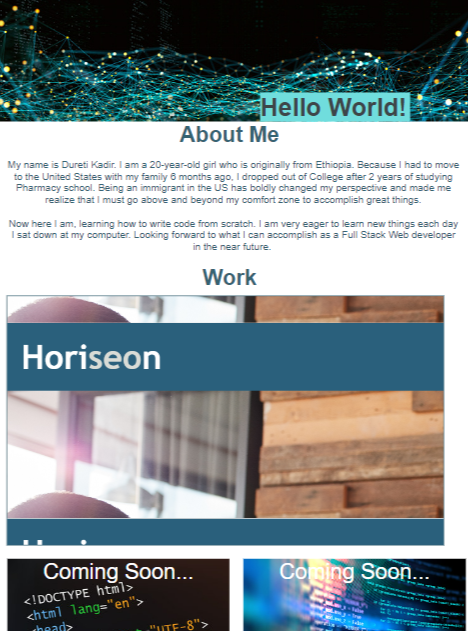 Hello World!
About Me
My name is Dureti Kadir. I am a 20-year-old girl who is originally from Ethiopia. Because I had to move
to the United States with my family 6 months ago, I dropped out of College after 2 years of studying
Pharmacy school. Being an immigrant in the US has boldly changed my perspective and made me
realize that I must go above and beyond my comfort zone to accomplish great things.
Now here I am, learning how to write code from scratch. I am very eager to learn new things each day
I sat down at my computer. Looking forward to what I can accomplish as a Full Stack Web developer
in the near future.
Work
Horiseon
Coming Soon...
<!DOCTYPE html>
<html lang="en">
<head>
"UTF-8">
Coming Soon...